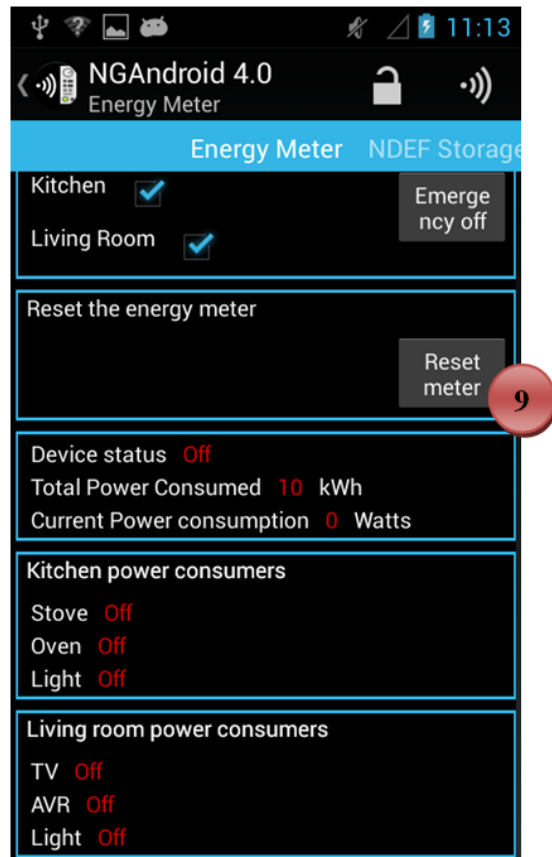 11:13
NGAndroid 4.0
Energy Meter
Energy Meter NDEF Storage
Kitchen
Emerge
ncy off
Living Room
Reset the energy meter
Reset
meter
9
Device status Off
Total Power Consumed 10 kWh
Current Power consumption 0 Watts
Kitchen power consumers
Stove Off
Oven Off
Light Off
Living room power consumers
TV Off
AVR Off
Light Off